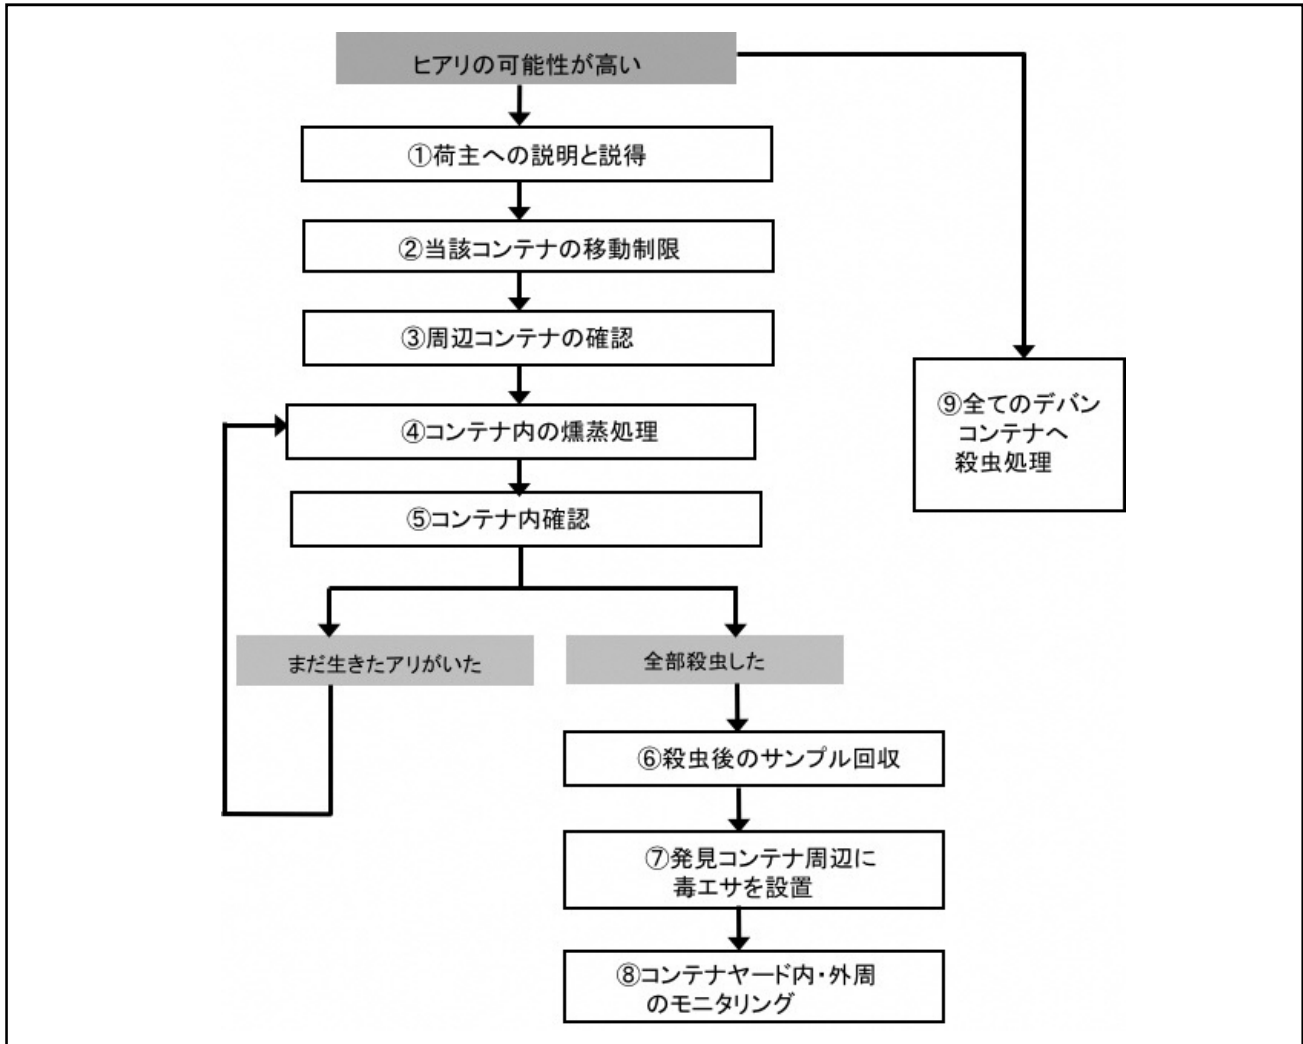 ヒアリの可能性が高い
①荷主への説明と説得
②当該コンテナの移動制限
③周辺コンテナの確認
④コンテナ内の燻蒸処理
⑤コンテナ内確認
⑨全てのデバン
コンテナへ
殺虫処理
まだ生きたアリがいた
全部殺虫した
⑥殺虫後のサンプル回収
⑦発見コンテナ周辺に
毒エサを設置
⑧コンテナヤード内・外周
のモニタリング